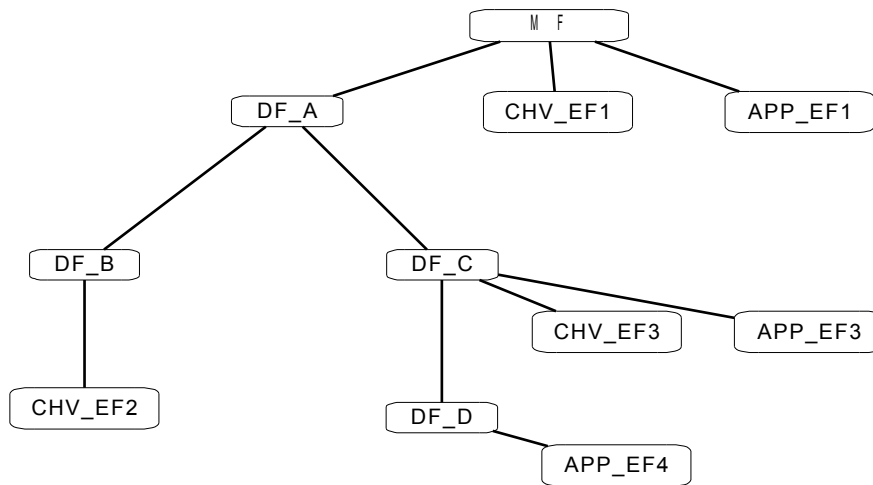 M F
DF_A
CHV_EF1
APP_EF1
DF_B
DF_C
CHV_EF3
APP_EF3
CHV_EF2
DF_D
APP_EF4